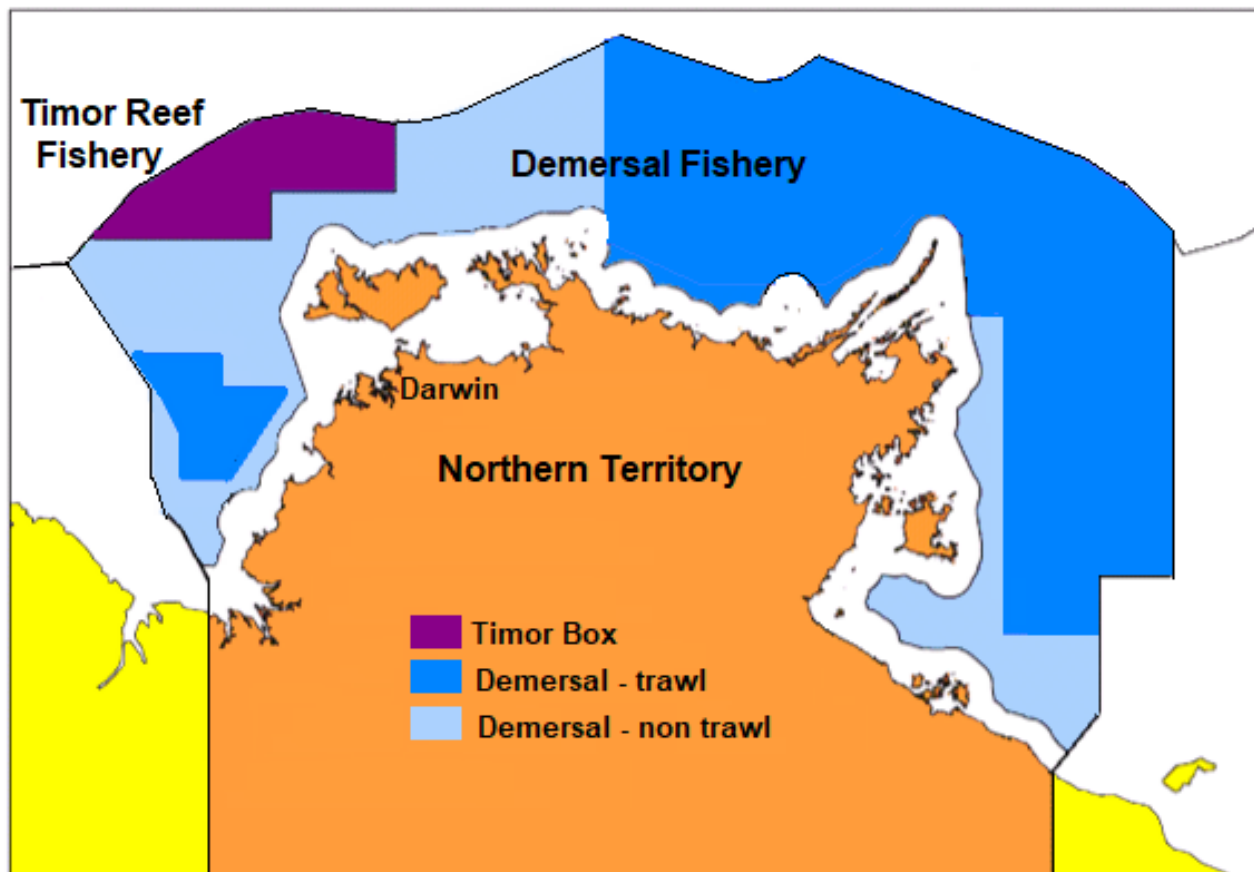 Timor Reef
Fishery
Demersal Fishery
Darwin
Northern Territory
Timor Box
Demersal - trawl
Demersal - non trawl